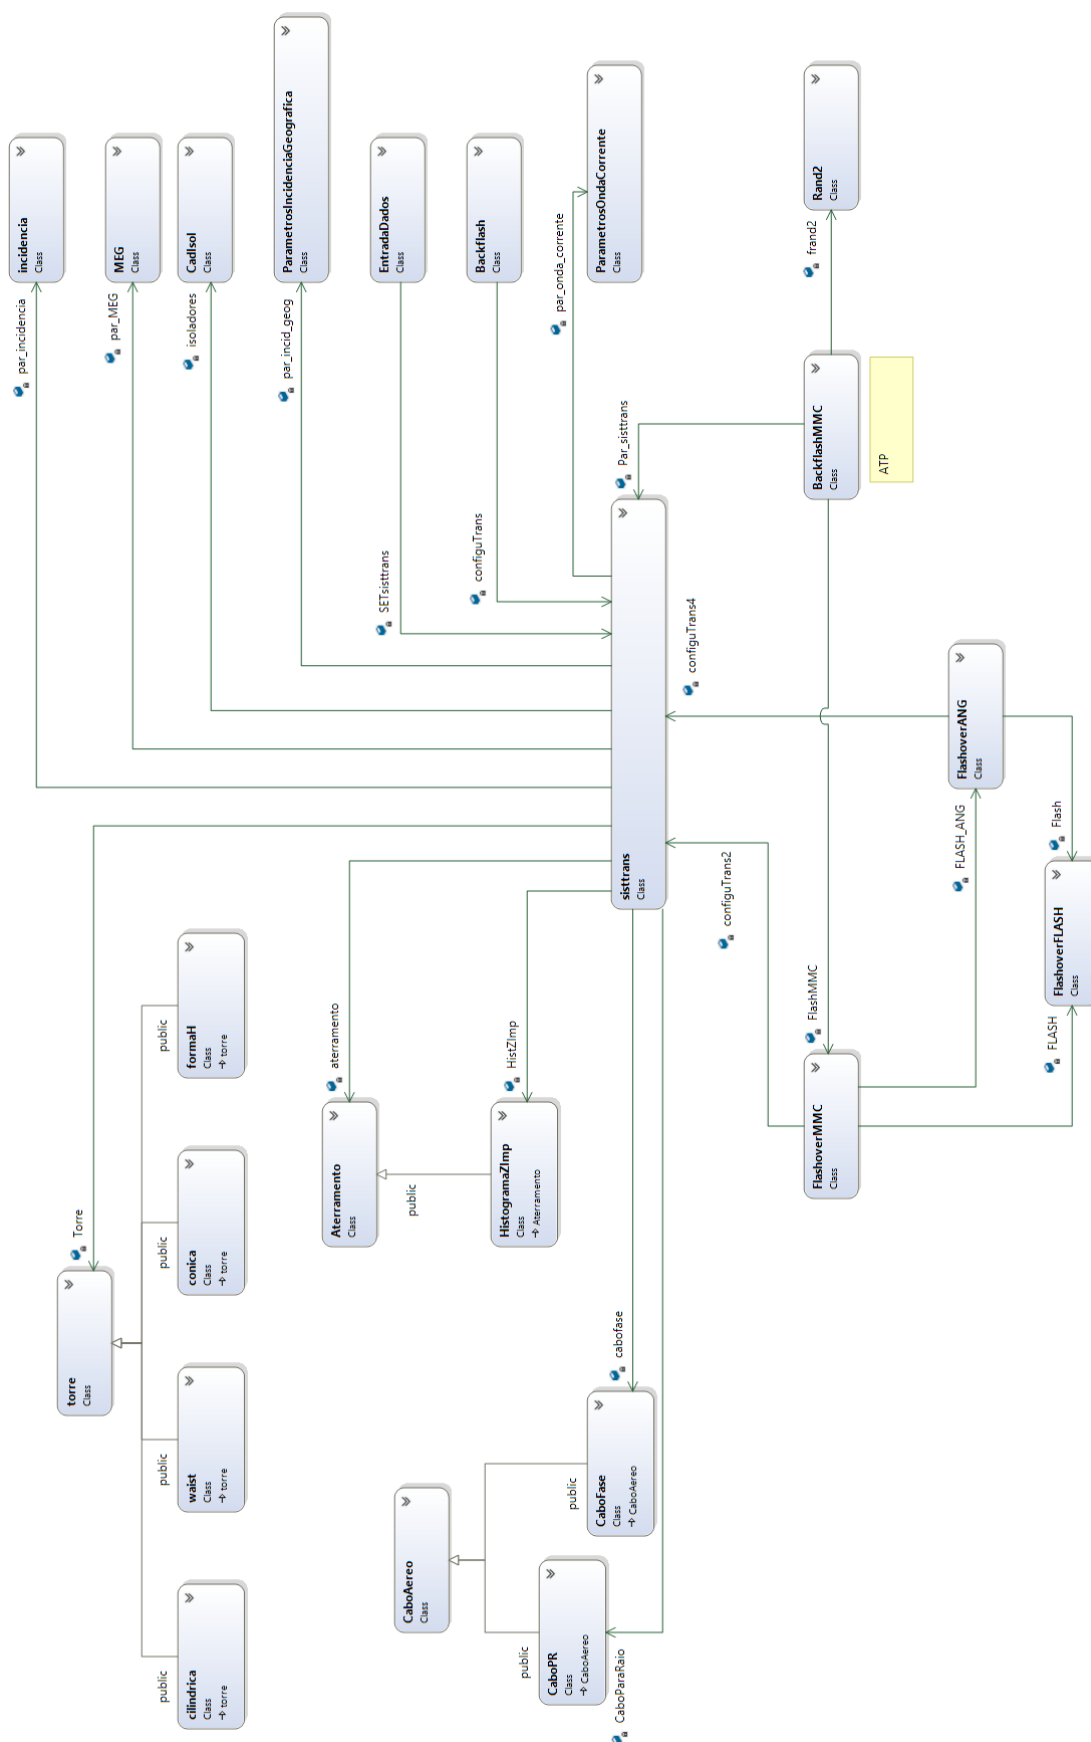 cilindrica
Class
torre
public
waist
Class
torre
public
conica
Class
torre
public
formaH
Class
torre
public
torre
Class
Torre
incidencia
Class
par_incidencia
MEG
Class
par_MEG
CadIsol
Class
isoladores
ParametrosIncidenciaGeografica
Class
par_incid_geog
EntradaDados
Class
SETsisttrans
Backflash
Class
configuTrans
ParametrosOndaCorrente
Class
par_onda_corrente
Aterramento
Class
aterramento
public
HistogramaZImp
Class
Aterramento
HistZImp
CaboAereo
Class
public
public
CaboPR
Class
CaboAereo
CaboParaRaio
CaboFase
Class
CaboAereo
cabofase
sisttrans
Class
Par_sisttrans
configuTrans2
configuTrans4
FlashoverMMC
Class
FlashMMC
BackflashMMC
Class
ATP
frand2
Rand2
Class
FlashoverANG
Class
FLASH_ANG
FlashoverFLASH
Class
FLASH
Flash